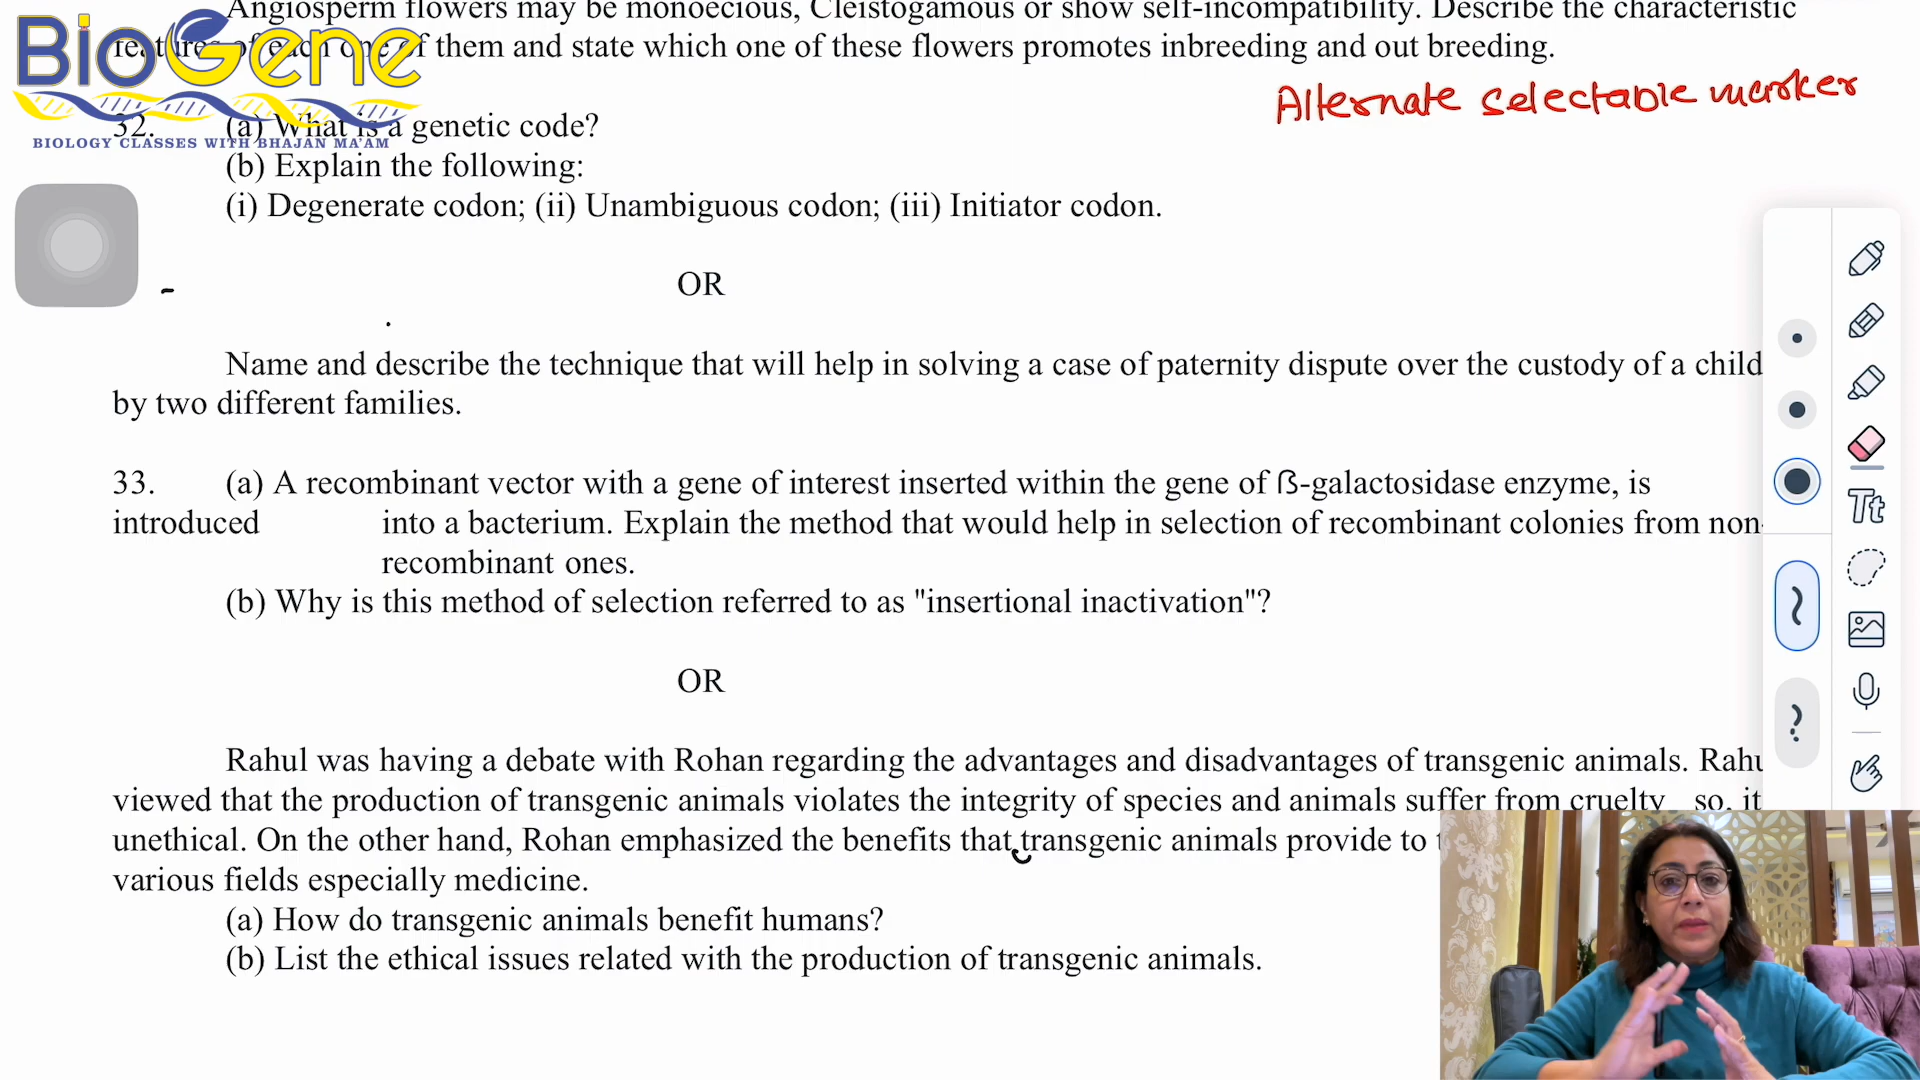 Angiosperm flowers may be monoecious, Cleistogamous or show self-incompatibility. Describe the characteristic
features of each one of them and state which one of these flowers promotes inbreeding and out breeding.
BioGene
BIOLOGY CLASSES WITH BHAJAN MA'AM
Alternate selectable marker
32. (a) What is a genetic code?
(b) Explain the following:
(i) Degenerate codon; (ii) Unambiguous codon; (iii) Initiator codon.
OR
Name and describe the technique that will help in solving a case of paternity dispute over the custody of a child
by two different families.
33. (a) A recombinant vector with a gene of interest inserted within the gene of ß-galactosidase enzyme, is
introduced into a bacterium. Explain the method that would help in selection of recombinant colonies from non-
recombinant ones.
(b) Why is this method of selection referred to as "insertional inactivation"?
OR
Rahul was having a debate with Rohan regarding the advantages and disadvantages of transgenic animals. Rahu
viewed that the production of transgenic animals violates the integrity of species and animals suffer from cruelty so, it
unethical. On the other hand, Rohan emphasized the benefits that transgenic animals provide to
various fields especially medicine.
(a) How do transgenic animals benefit humans?
(b) List the ethical issues related with the production of transgenic animals.
Tt